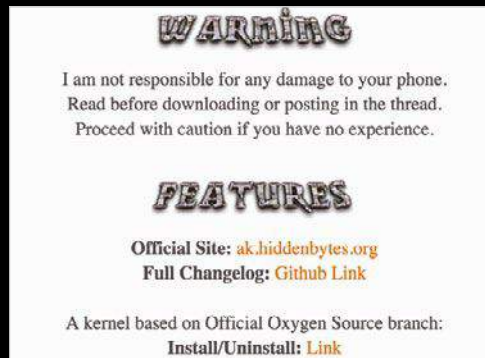 WARNiNG
I am not responsible for any damage to your phone.
Read before downloading or posting in the thread.
Proceed with caution if you have no experience.
FEATURES
Official Site: ak.hiddenbytes.org
Full Changelog: Github Link
A kernel based on Official Oxygen Source branch:
Install/Uninstall: Link